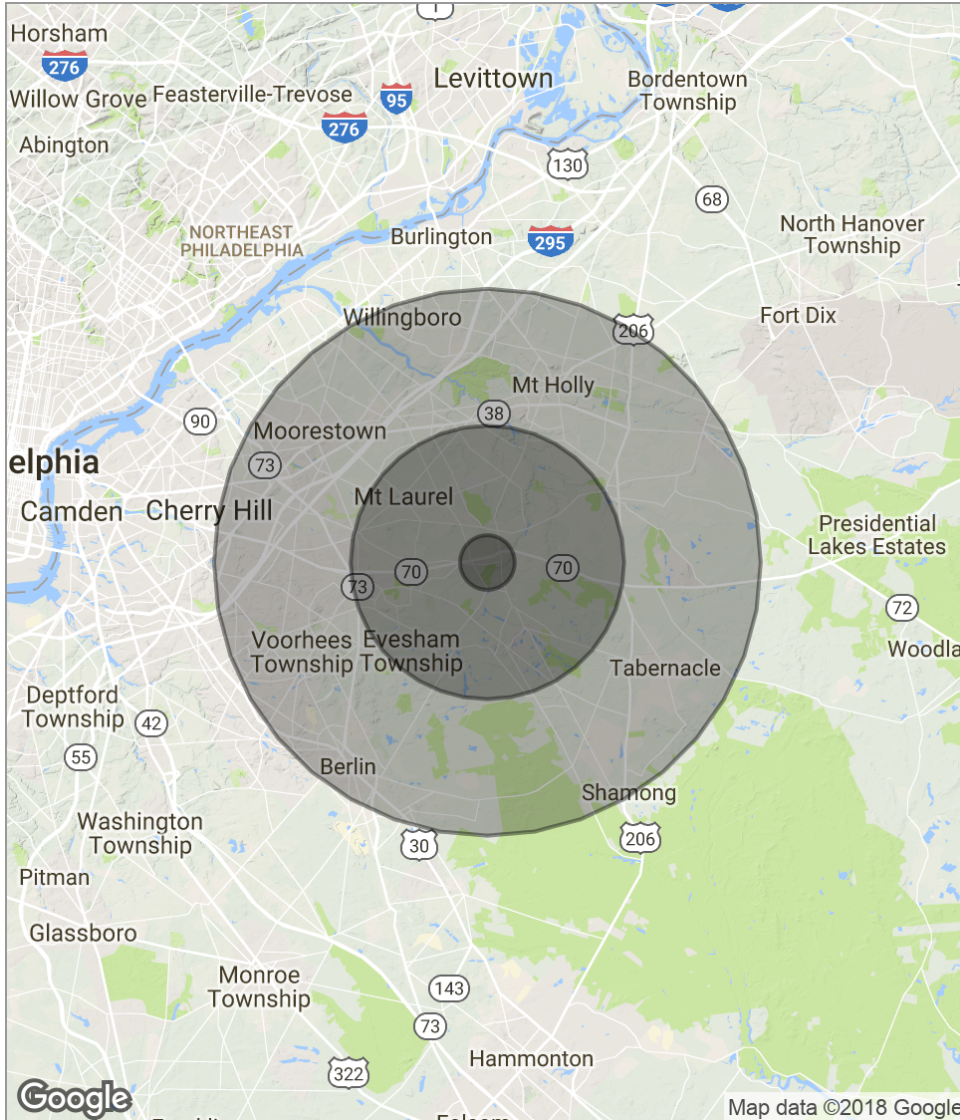 1
Horsham
276
Levittown
Bordentown
Township
Willow Grove
Feasterville-Trevose
95
276
Abington
130
68
NORTHEAST
PHILADELPHIA
Burlington
295
North Hanover
Township
Willingboro
206
Fort Dix
Mt Holly
38
90
Moorestown
73
elphia
Mt Laurel
Camden
Cherry Hill
Presidential
Lakes Estates
70
70
73
72
Voorhees
Township
Evesham
Township
Tabernacle
Woodla
Deptford
Township
42
55
Berlin
Shamong
Washington
Township
30
206
Pitman
Glassboro
Monroe
Township
143
73
Hammonton
322
Google
Map data ©2018 Google